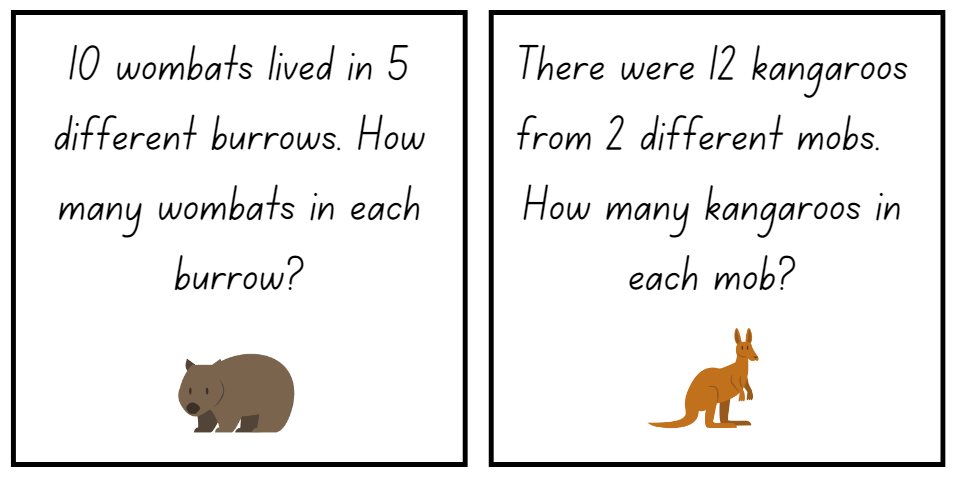 10 wombats lived in 5
different burrows. How
many wombats in each
burrow?
There were 12 kangaroos
from 2 different mobs.
How many kangaroos in
each mob?